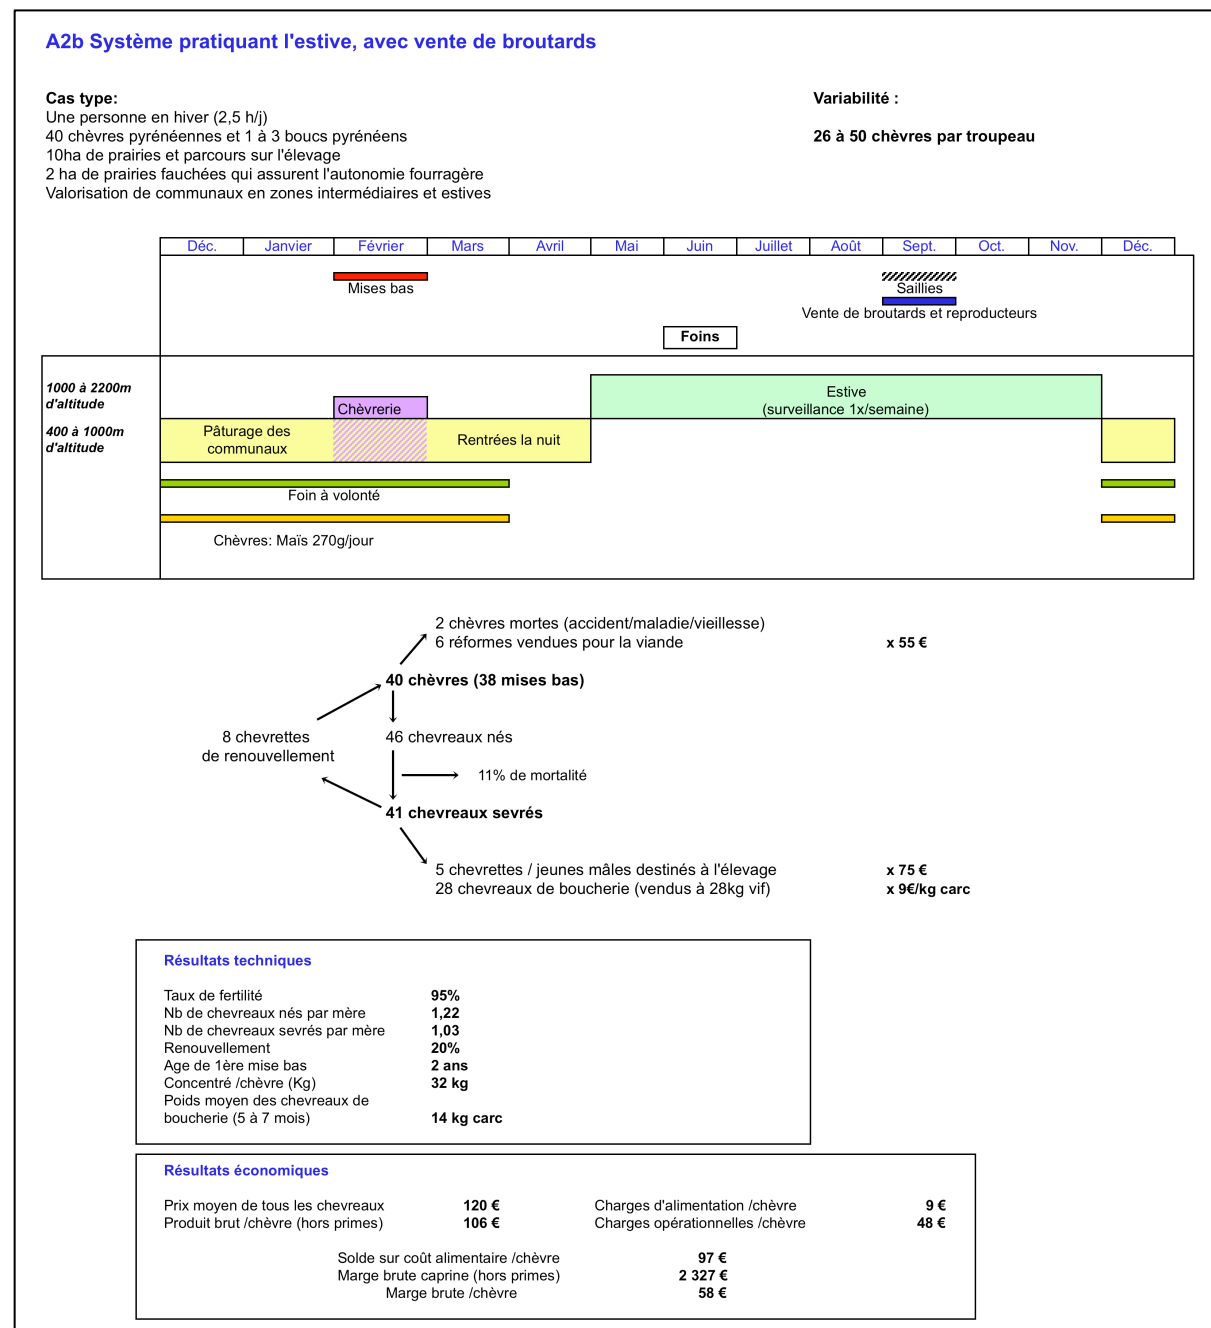 A2b Système pratiquant l'estive, avec vente de broutards
Cas type:
Une personne en hiver (2,5 h/j)
40 chèvres pyrénéennes et 1 à 3 boucs pyrénéens
10ha de prairies et parcours sur l'élevage
2 ha de prairies fauchées qui assurent l'autonomie fourragère
Valorisation de communaux en zones intermédiaires et estives
Variabilité :
26 à 50 chèvres par troupeau
Déc. Janvier Février Mars Avril Mai Juin Juillet Août Sept. Oct. Nov. Déc.
Mises bas
Saillies
Vente de broutards et reproducteurs
Foins
1000 à 2200m
d'altitude
Estive
(surveillance 1x/semaine)
Chèvrerie
400 à 1000m
d'altitude
Pâturage des
communaux
Rentrées la nuit
Foin à volonté
Chèvres: Maïs 270g/jour
2 chèvres mortes (accident/maladie/vieillesse)
6 réformes vendues pour la viande x 55 €
40 chèvres (38 mises bas)
8 chevrettes
de renouvellement
46 chevreaux nés
11% de mortalité
41 chevreaux sevrés
5 chevrettes / jeunes mâles destinés à l'élevage x 75 €
28 chevreaux de boucherie (vendus à 28kg vif) x 9€/kg carc
Résultats techniques
Taux de fertilité 95%
Nb de chevreaux nés par mère 1,22
Nb de chevreaux sevrés par mère 1,03
Renouvellement 20%
Age de 1ère mise bas 2 ans
Concentré /chèvre (Kg) 32 kg
Poids moyen des chevreaux de
boucherie (5 à 7 mois) 14 kg carc
Résultats économiques
Prix moyen de tous les chevreaux 120 € Charges d'alimentation /chèvre 9 €
Produit brut /chèvre (hors primes) 106 € Charges opérationnelles /chèvre 48 €
Solde sur coût alimentaire /chèvre 97 €
Marge brute caprine (hors primes) 2 327 €
Marge brute /chèvre 58 €